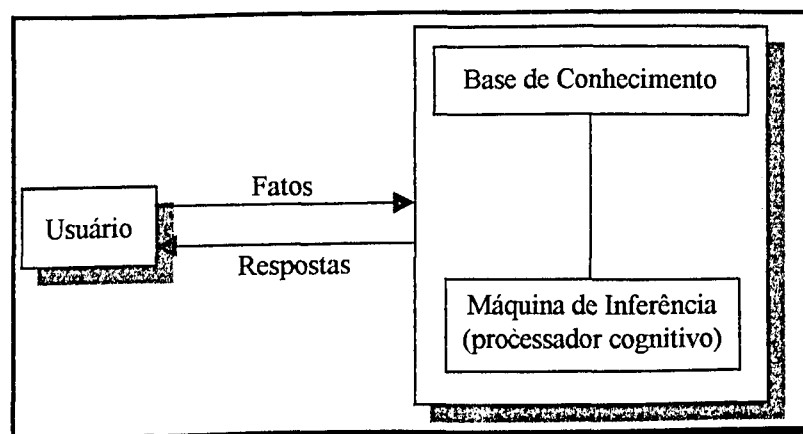 Base de Conhecimento
Fatos
Usuário
Respostas
Máquina de Inferência
(processador cognitivo)